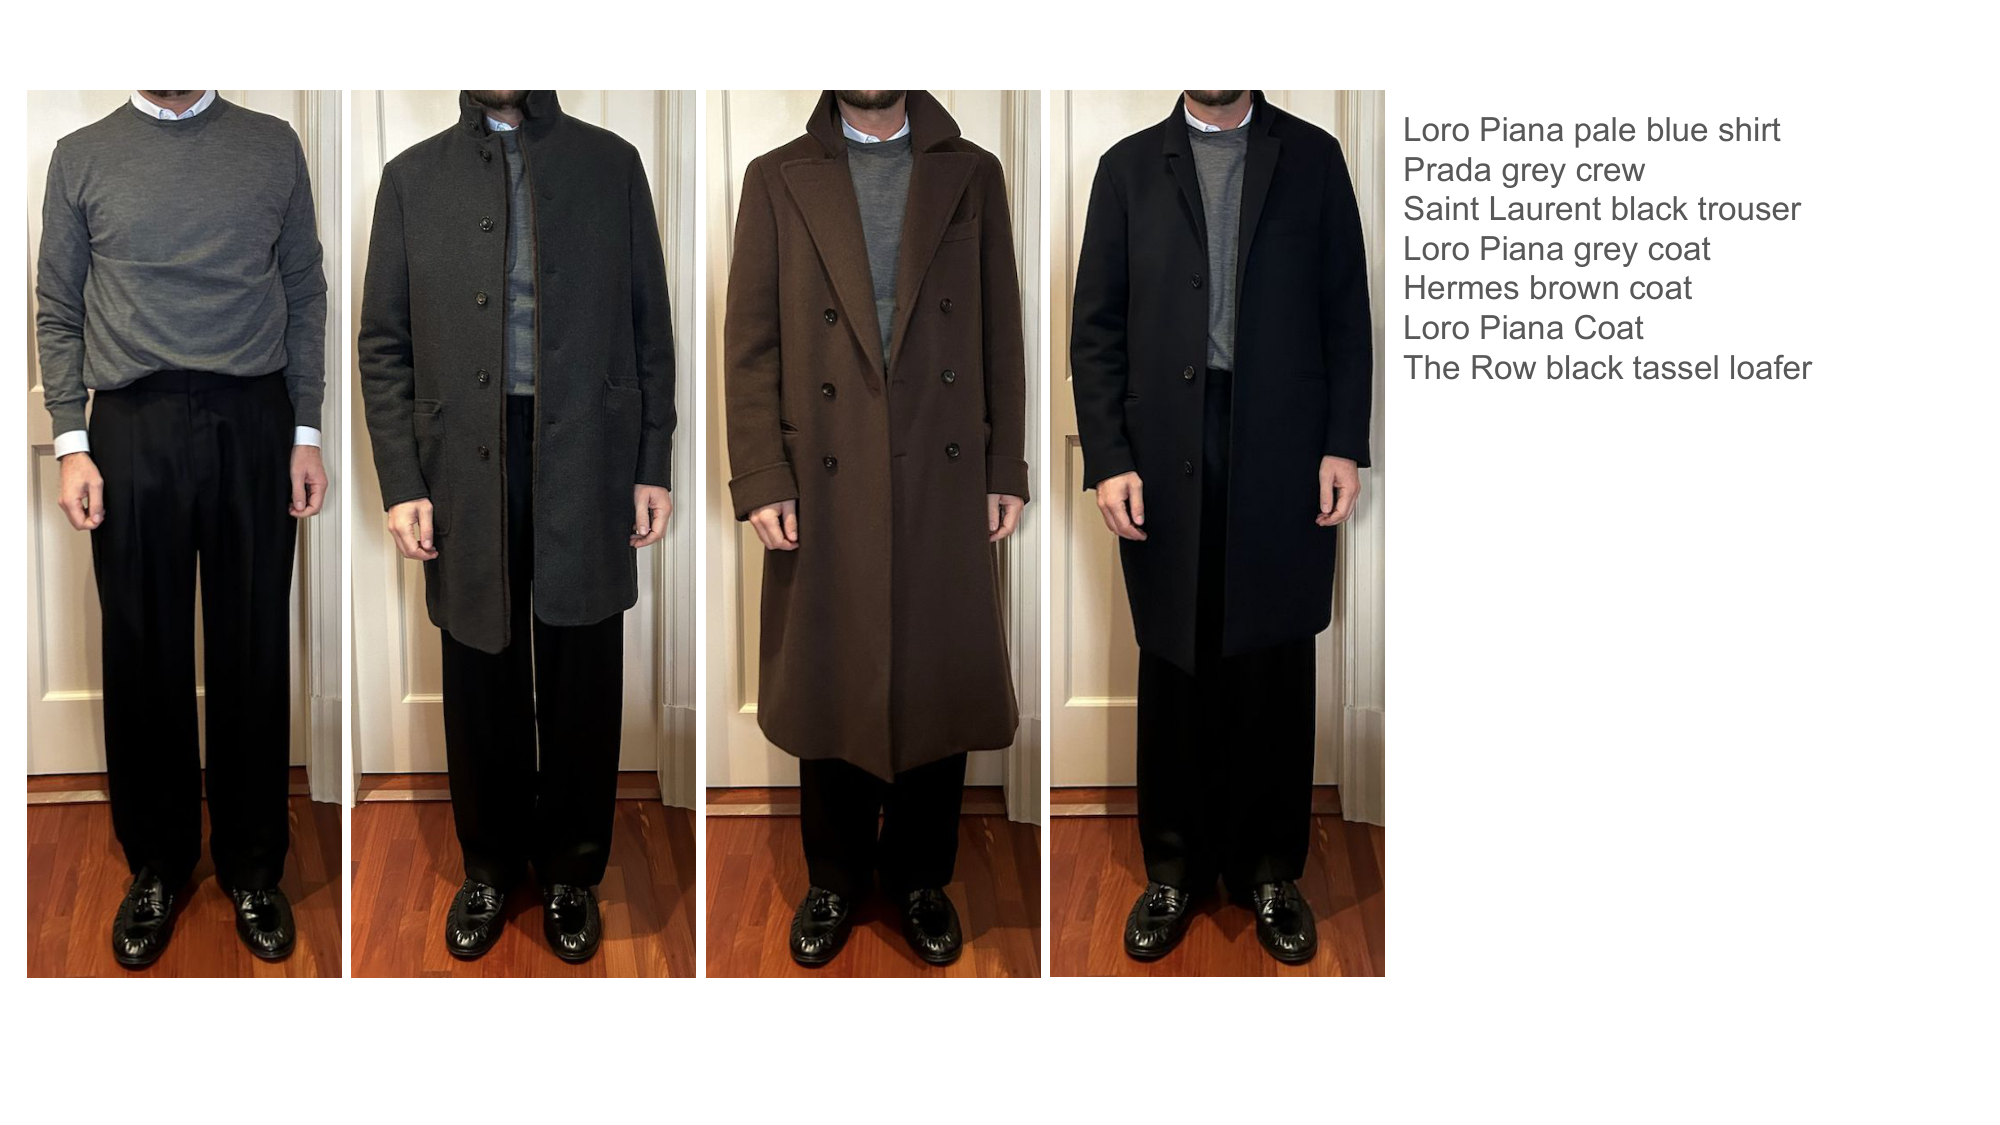 Loro Piana pale blue shirt
Prada grey crew
Saint Laurent black trouser
Loro Piana grey coat
Hermes brown coat
Loro Piana Coat
The Row black tassel loafer